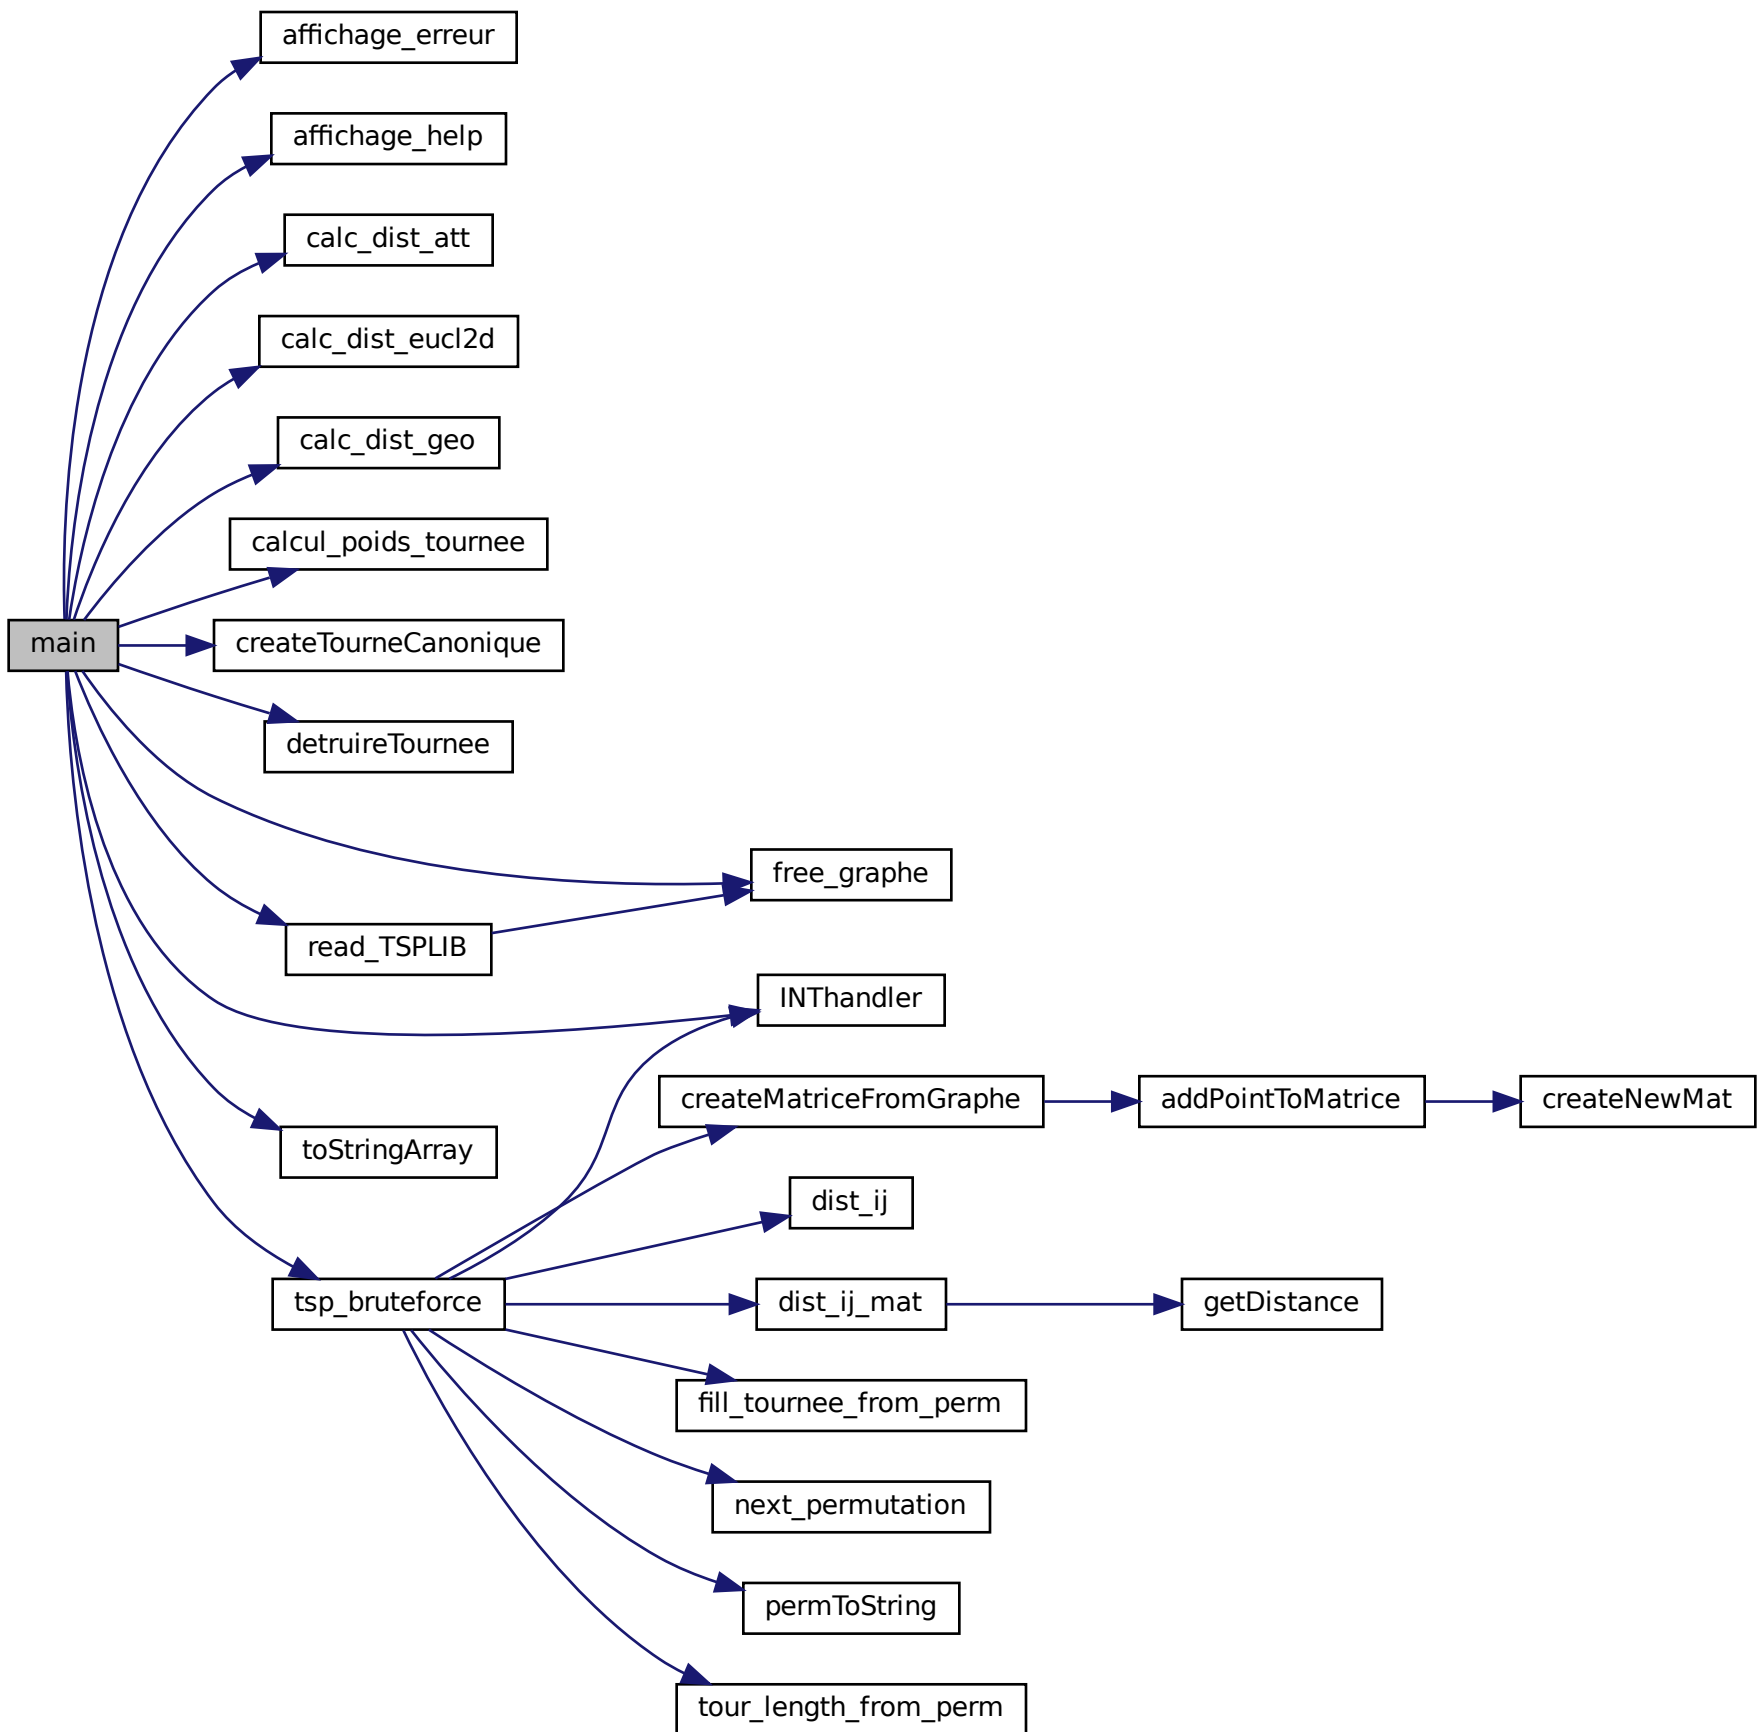 affichage_erreur
affichage_help
calc_dist_att
calc_dist_eucl2d
calc_dist_geo
calcul_poids_tournee
main
createTourneCanonique
detruireTournee
free_graphe
read_TSPLIB
INThandler
createMatriceFromGraphe
addPointToMatrice
createNewMat
toStringArray
dist_ij
tsp_bruteforce
dist_ij_mat
getDistance
fill_tournee_from_perm
next_permutation
permToString
tour_length_from_perm